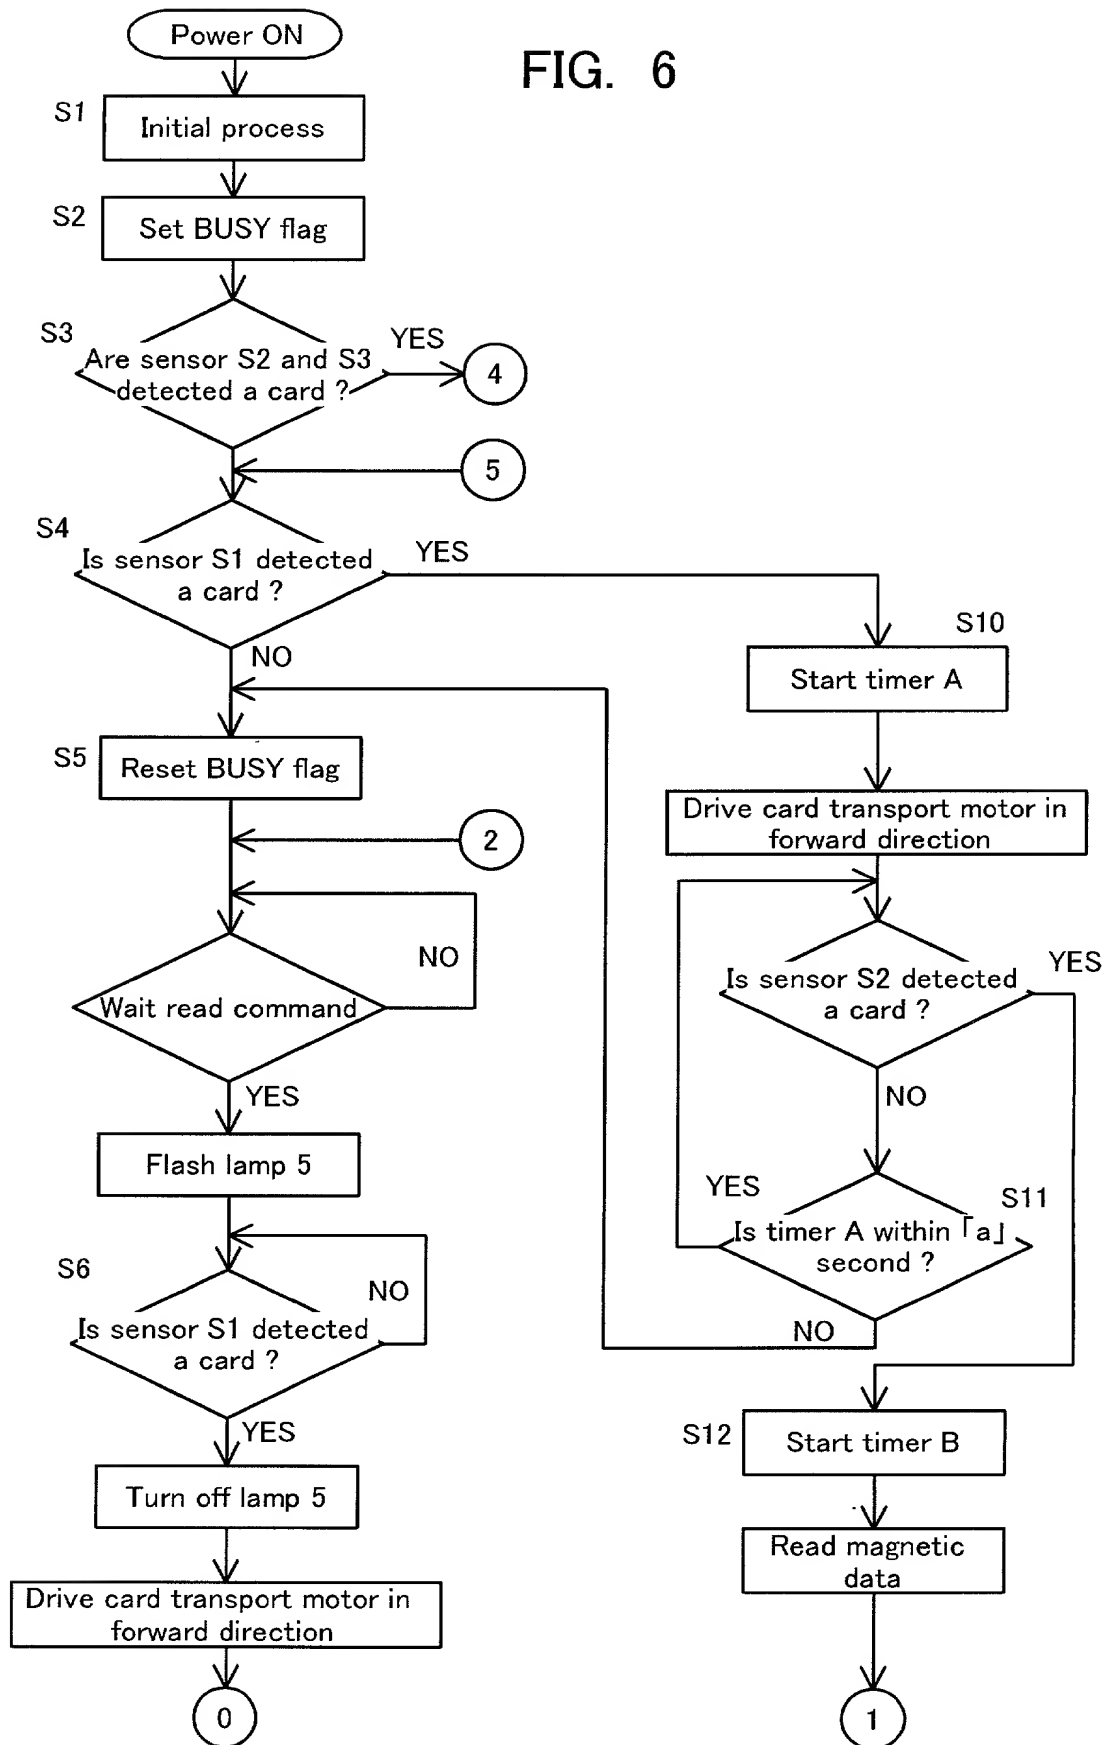 Power ON
FIG. 6
S1
Initial process
S2
Set BUSY flag
S3
YES
Are sensor S2 and S3
detected a card ?
4
5
S4
Is sensor S1 detected
a card ?
YES
NO
S5
Reset BUSY flag
2
NO
Wait read command
YES
Flash lamp 5
S6
NO
Is sensor S1 detected
a card ?
YES
Turn off lamp 5
Drive card transport motor in
forward direction
0
S10
Start timer A
Drive card transport motor in
forward direction
YES
Is sensor S2 detected
a card ?
NO
YES
S11
Is timer A within「a」
second ?
NO
S12
Start timer B
Read magnetic
data
1